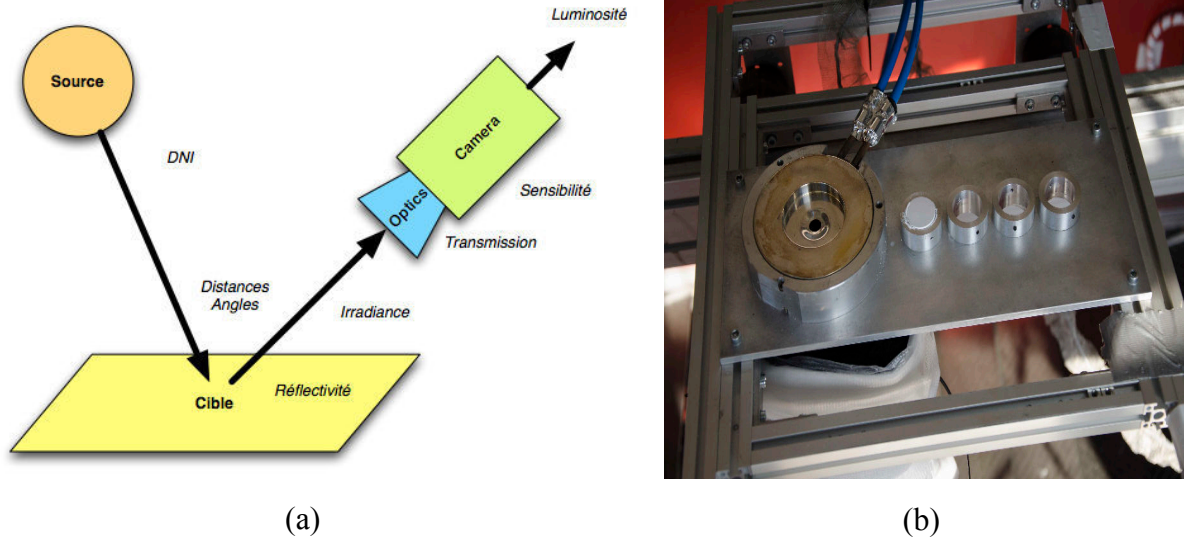 Luminosité
Source
DNI
Camera
Sensibilité
Optics
Transmission
Distances
Angles
Irradiance
Réflectivité
Cible
(a)
(b)